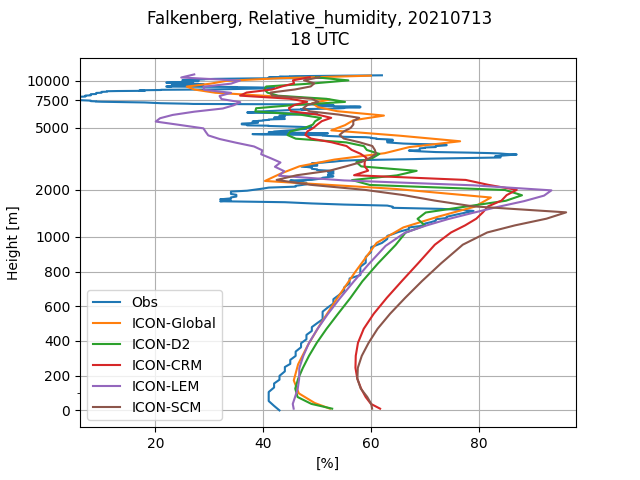 Falkenberg, Relative_humidity, 20210713
18 UTC
10000
7500
5000
2000
1000
800
600
400
200
0
Height [m]
Obs
ICON-Global
ICON-D2
ICON-CRM
ICON-LEM
ICON-SCM
20
40
60
80
[%]